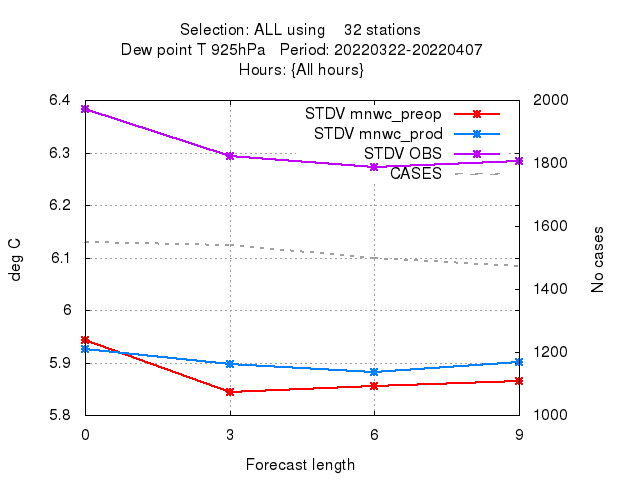 Selection: ALL using 32 stations
Dew point T 925hPa Period: 20220322-20220407
Hours: {All hours}
6.4
6.3
6.2
6.1
6
5.9
5.8
2000
1800
1600
1400
1200
1000
STDV mnwc_preop
STDV mnwc_prod
STDV OBS
CASES
deg C
No cases
0 3 6 9
Forecast length